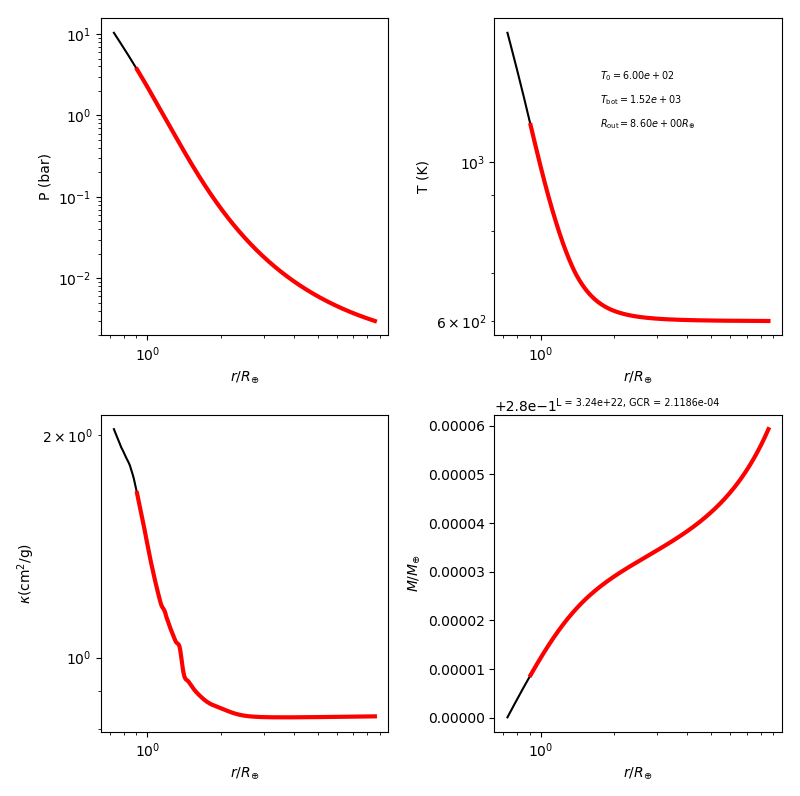 10¹
10⁰
10⁻¹
10⁻²
P (bar)
10⁰
r/R⊕
T₀ = 6.00e + 02
T_bot = 1.52e + 03
R_out = 8.60e + 00R⊕
10³
6 × 10²
T (K)
10⁰
r/R⊕
2 × 10⁰
10⁰
κ(cm²/g)
10⁰
r/R⊕
+2.8e−1
L = 3.24e+22, GCR = 2.1186e-04
0.00006
0.00005
0.00004
0.00003
0.00002
0.00001
0.00000
M/M⊕
10⁰
r/R⊕